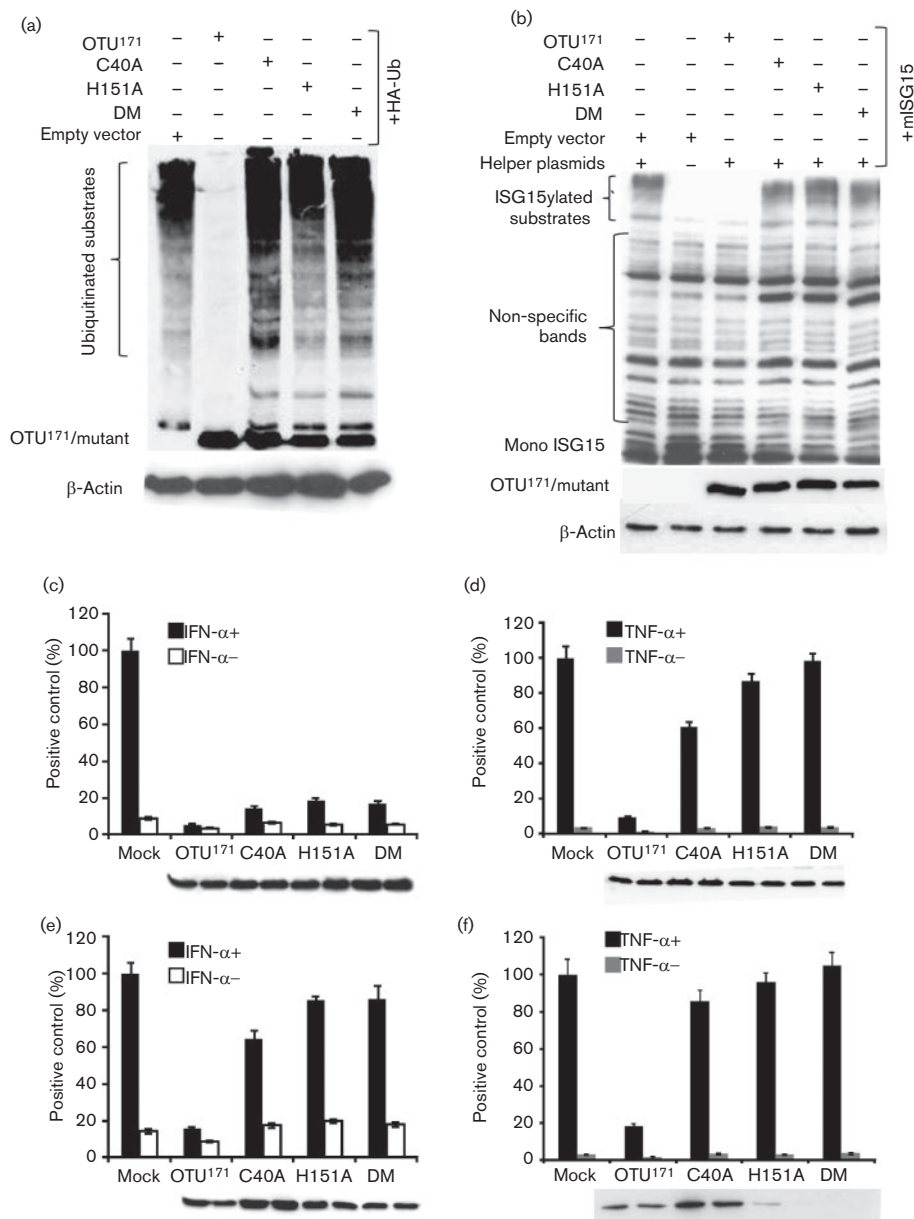 (a)
OTU171 – + – – – –
C40A – – + – – 
H151A – – – + –
DM – – – – +
Empty vector + – – – –
+HA-Ub
Ubiquitinated substrates
OTU171/mutant
β-Actin
(b)
OTU171 – – + – – –
C40A – – – + – –
H151A – – – – + –
DM – – – – – +
Empty vector + + – – – –
Helper plasmids + – + + + +
+mISG15
ISG15ylated
substrates
Non-specific
bands
Mono ISG15
OTU171/mutant
β-Actin
(c)
Positive control (%)
120
100
80
60
40
20
0
IFN-α+
IFN-α−
Mock OTU171 C40A H151A DM
(d)
Positive control (%)
120
100
80
60
40
20
0
TNF-α+
TNF-α−
Mock OTU171 C40A H151A DM
(e)
Positive control (%)
120
100
80
60
40
20
0
IFN-α+
IFN-α−
Mock OTU171 C40A H151A DM
(f)
Positive control (%)
120
100
80
60
40
20
0
TNF-α+
TNF-α−
Mock OTU171 C40A H151A DM